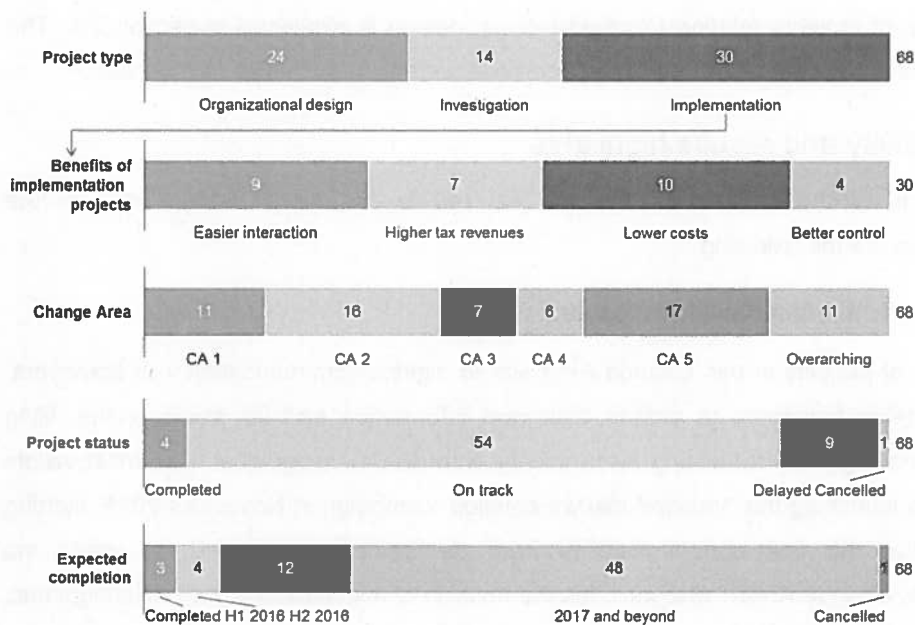 Project type 24 14 30 68
Organizational design Investigation Implementation
Benefits of
implementation
projects
9 7 10 4 30
Easier interaction Higher tax revenues Lower costs Better control
Change Area 11 16 7 6 17 11 68
CA 1 CA 2 CA 3 CA 4 CA 5 Overarching
Project status 4 54 9 1 68
Completed On track Delayed Cancelled
Expected
completion
3 4 12 48 1 68
Completed H1 2016 H2 2016 2017 and beyond Cancelled